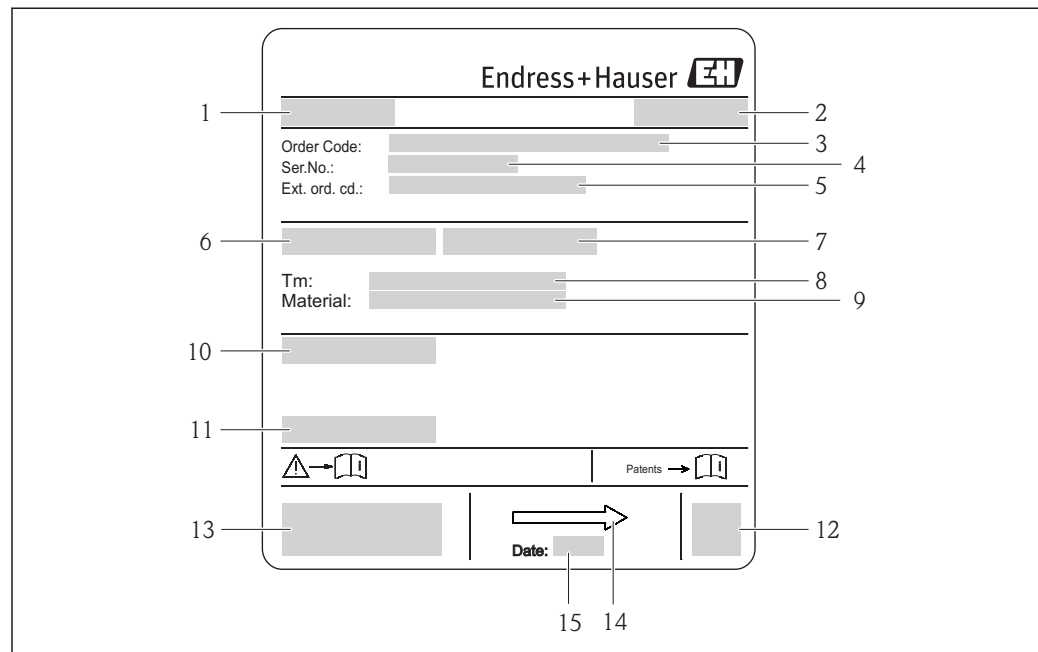 Endress+Hauser EH
1 2
Order Code: 3
Ser.No.: 4
Ext. ord. cd.: 5
6 7
Tm: 8
Material: 9
10
11
Patents
13 12
Date:
15 14